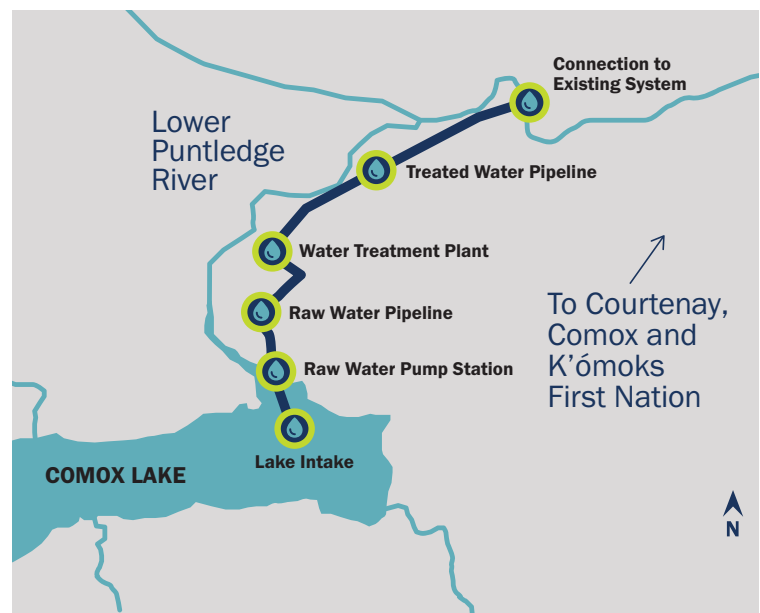 Connection to
Existing System
Lower
Puntledge
River
Treated Water Pipeline
Water Treatment Plant
To Courtenay,
Comox and
K’ómoks
First Nation
Raw Water Pipeline
Raw Water Pump Station
Lake Intake
COMOX LAKE
N